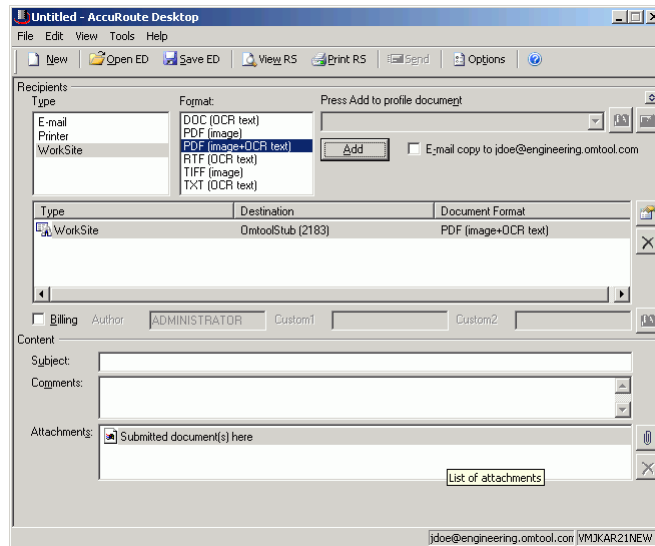 Untitled - AccuRoute Desktop
File Edit View Tools Help
New Open ED Save ED View RS Print RS Send Options
Recipients
Type Format: Press Add to profile document
E-mail
Printer
WorkSite
DOC (OCR text)
PDF (image)
PDF (image+OCR text)
RTF (OCR text)
TIFF (image)
TXT (OCR text)
Add E-mail copy to jdoe@engineering.omtool.com
Type Destination Document Format
WorkSite OmtoolStub (2183) PDF (image+OCR text)
Billing Author ADMINISTRATOR Custom1 Custom2
Content
Subject:
Comments:
Attachments: Submitted document(s) here
List of attachments
jdoe@engineering.omtool.com VMJKAR21NEW